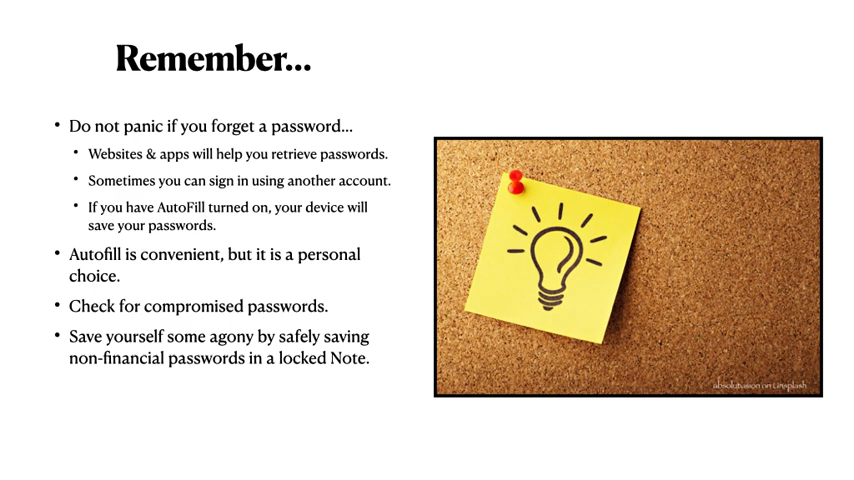 Remember...
• Do not panic if you forget a password...
• Websites & apps will help you retrieve passwords.
• Sometimes you can sign in using another account.
• If you have AutoFill turned on, your device will
save your passwords.
• Autofill is convenient, but it is a personal
choice.
• Check for compromised passwords.
• Save yourself some agony by safely saving
non-financial passwords in a locked Note.
on Unsplash